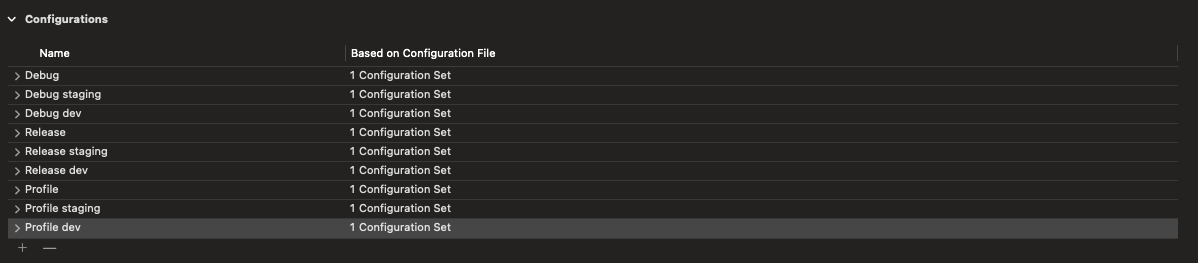 Configurations
Name Based on Configuration File
Debug 1 Configuration Set
Debug staging 1 Configuration Set
Debug dev 1 Configuration Set
Release 1 Configuration Set
Release staging 1 Configuration Set
Release dev 1 Configuration Set
Profile 1 Configuration Set
Profile staging 1 Configuration Set
Profile dev 1 Configuration Set